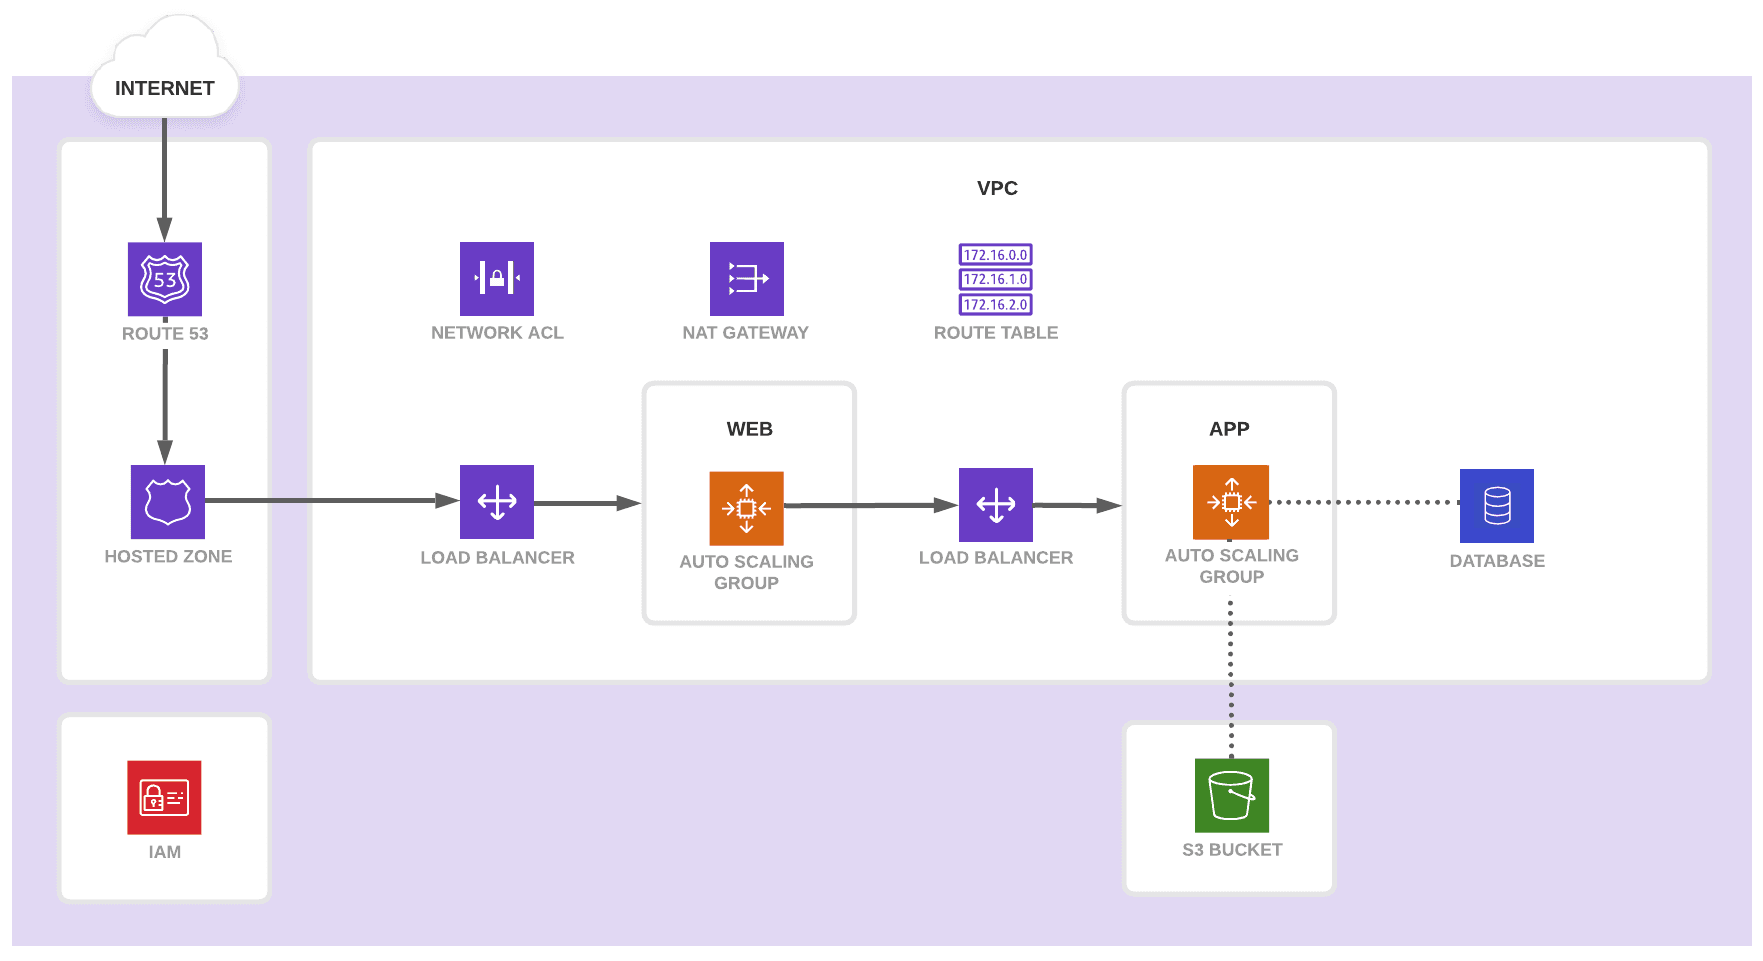 INTERNET
VPC
53
172.16.0.0
172.16.1.0
172.16.2.0
ROUTE 53
NETWORK ACL
NAT GATEWAY
ROUTE TABLE
WEB
APP
HOSTED ZONE
LOAD BALANCER
AUTO SCALING
GROUP
LOAD BALANCER
AUTO SCALING
GROUP
DATABASE
IAM
S3 BUCKET